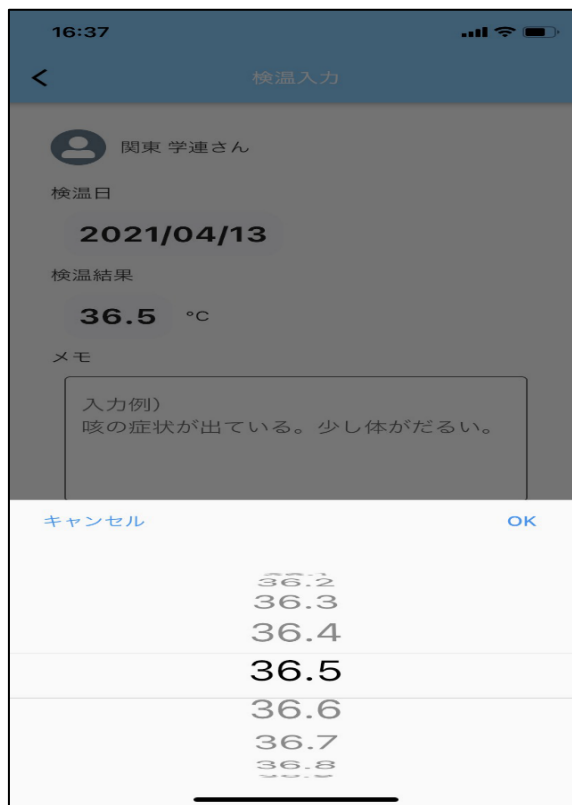 16:37
検温入力
関東 学連さん
検温日
2021/04/13
検温結果
36.5 °C
メモ
入力例)
咳の症状が出ている。少し体がだるい。
キャンセル OK
36.2
36.3
36.4
36.5
36.6
36.7
36.8